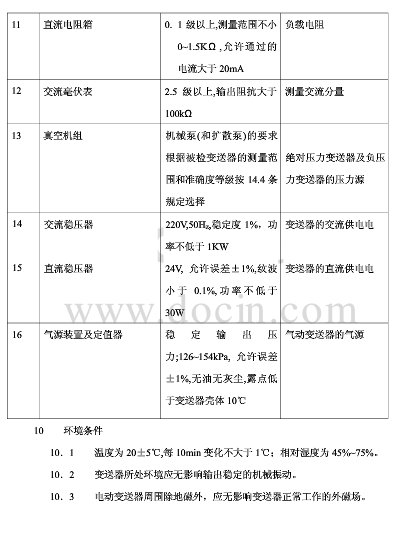 11 直流电阻箱 0. 1 级以上,测量范围不小 负载电阻
0~1.5KΩ ,允许通过的
电流大于 20mA
12 交流毫伏表 2.5 级以上,输出阻抗大于 测量交流分量
100kΩ
13 真空机组 机械泵(和扩散泵)的要求
根据被检变送器的测量范 绝对压力变送器及负压
围和准确度等级按 14.4 条 力变送器的压力源
规定选择
14 交流稳压器 220V,50Hz,稳定度 1%，功 变送器的交流供电电
率不低于 1KW
15 直流稳压器 24V, 允许误差±1%,纹波 变送器的直流供电电
小于 0.1%,功率不低于
30W
www.docin.com
16 气源装置及定值器 稳定输出压 气动变送器的气源
力;126~154kPa, 允许误差
±1%,无油无灰尘,露点低
于变送器壳体 10℃
10 环境条件
10．1 温度为 20±5℃,每 10min 变化不大于 1℃；相对湿度为 45%~75%。
10．2 变送器所处环境应无影响输出稳定的机械振动。
10．3 电动变送器周围除地磁外，应无影响变送器正常工作的外磁场。